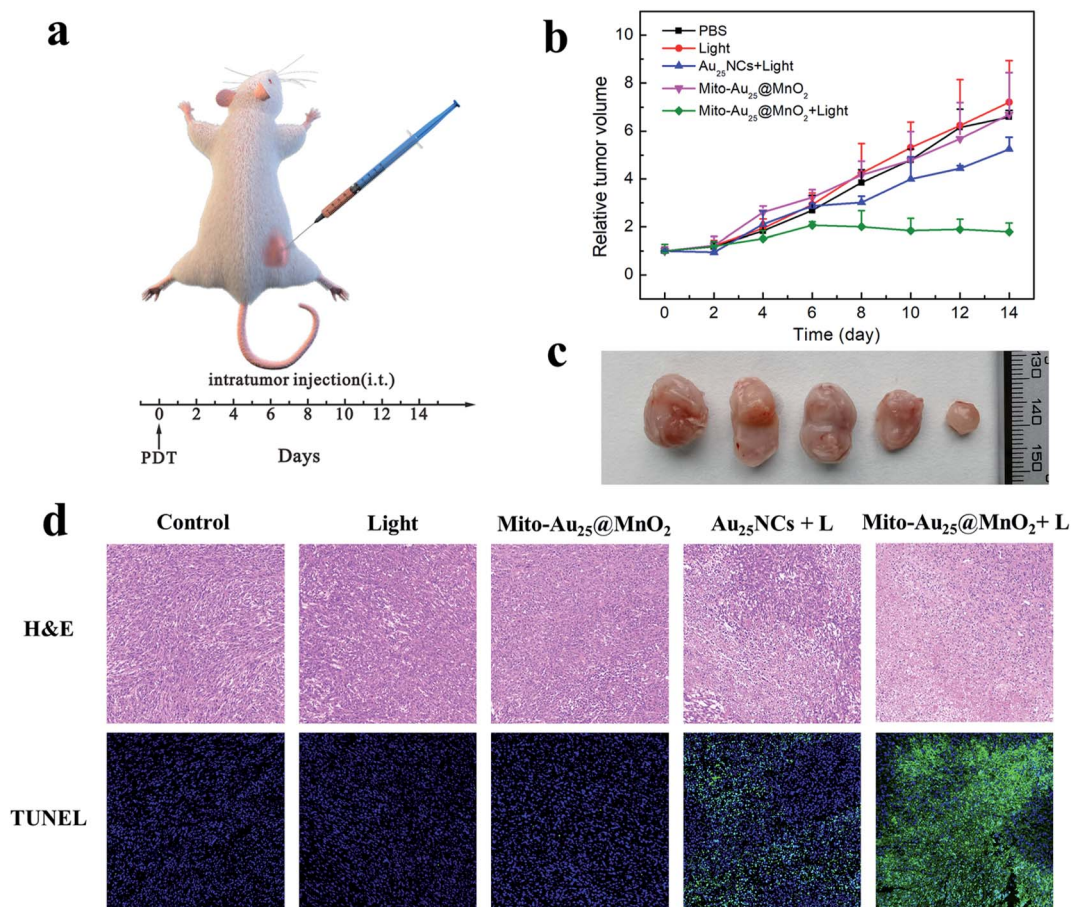 a
intratumor injection(i.t.)
0 2 4 6 8 10 12 14
PDT
Days
b
PBS
Light
Au₂₅NCs+Light
Mito-Au₂₅@MnO₂
Mito-Au₂₅@MnO₂+Light
Relative tumor volume
10
8
6
4
2
0
0 2 4 6 8 10 12 14
Time (day)
c
130
140
150
d
Control Light Mito-Au₂₅@MnO₂ Au₂₅NCs + L Mito-Au₂₅@MnO₂+ L
H&E
TUNEL